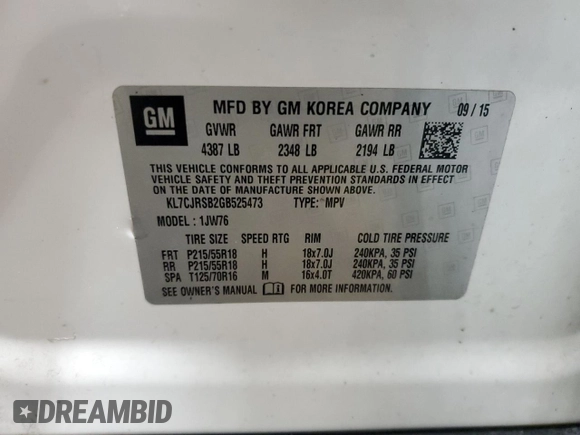 GM
MFD BY GM KOREA COMPANY 09 / 15
GVWR GAWR FRT GAWR RR
4387 LB 2348 LB 2194 LB
THIS VEHICLE CONFORMS TO ALL APPLICABLE U.S. FEDERAL MOTOR
VEHICLE SAFETY AND THEFT PREVENTION STANDARDS IN EFFECT ON THE
DATE OF MANUFACTURE SHOWN ABOVE.
KL7CJRSB2GB525473 TYPE: MPV
MODEL : 1JW76
TIRE SIZE SPEED RTG RIM COLD TIRE PRESSURE
FRT P215/55R18 H 18x7.0J 240KPA, 35 PSI
RR P215/55R18 H 18x7.0J 240KPA, 35 PSI
SPA T125/70R16 M 16x4.0T 420KPA, 60 PSI
SEE OWNER'S MANUAL FOR MORE INFORMATION.
DREAMBID